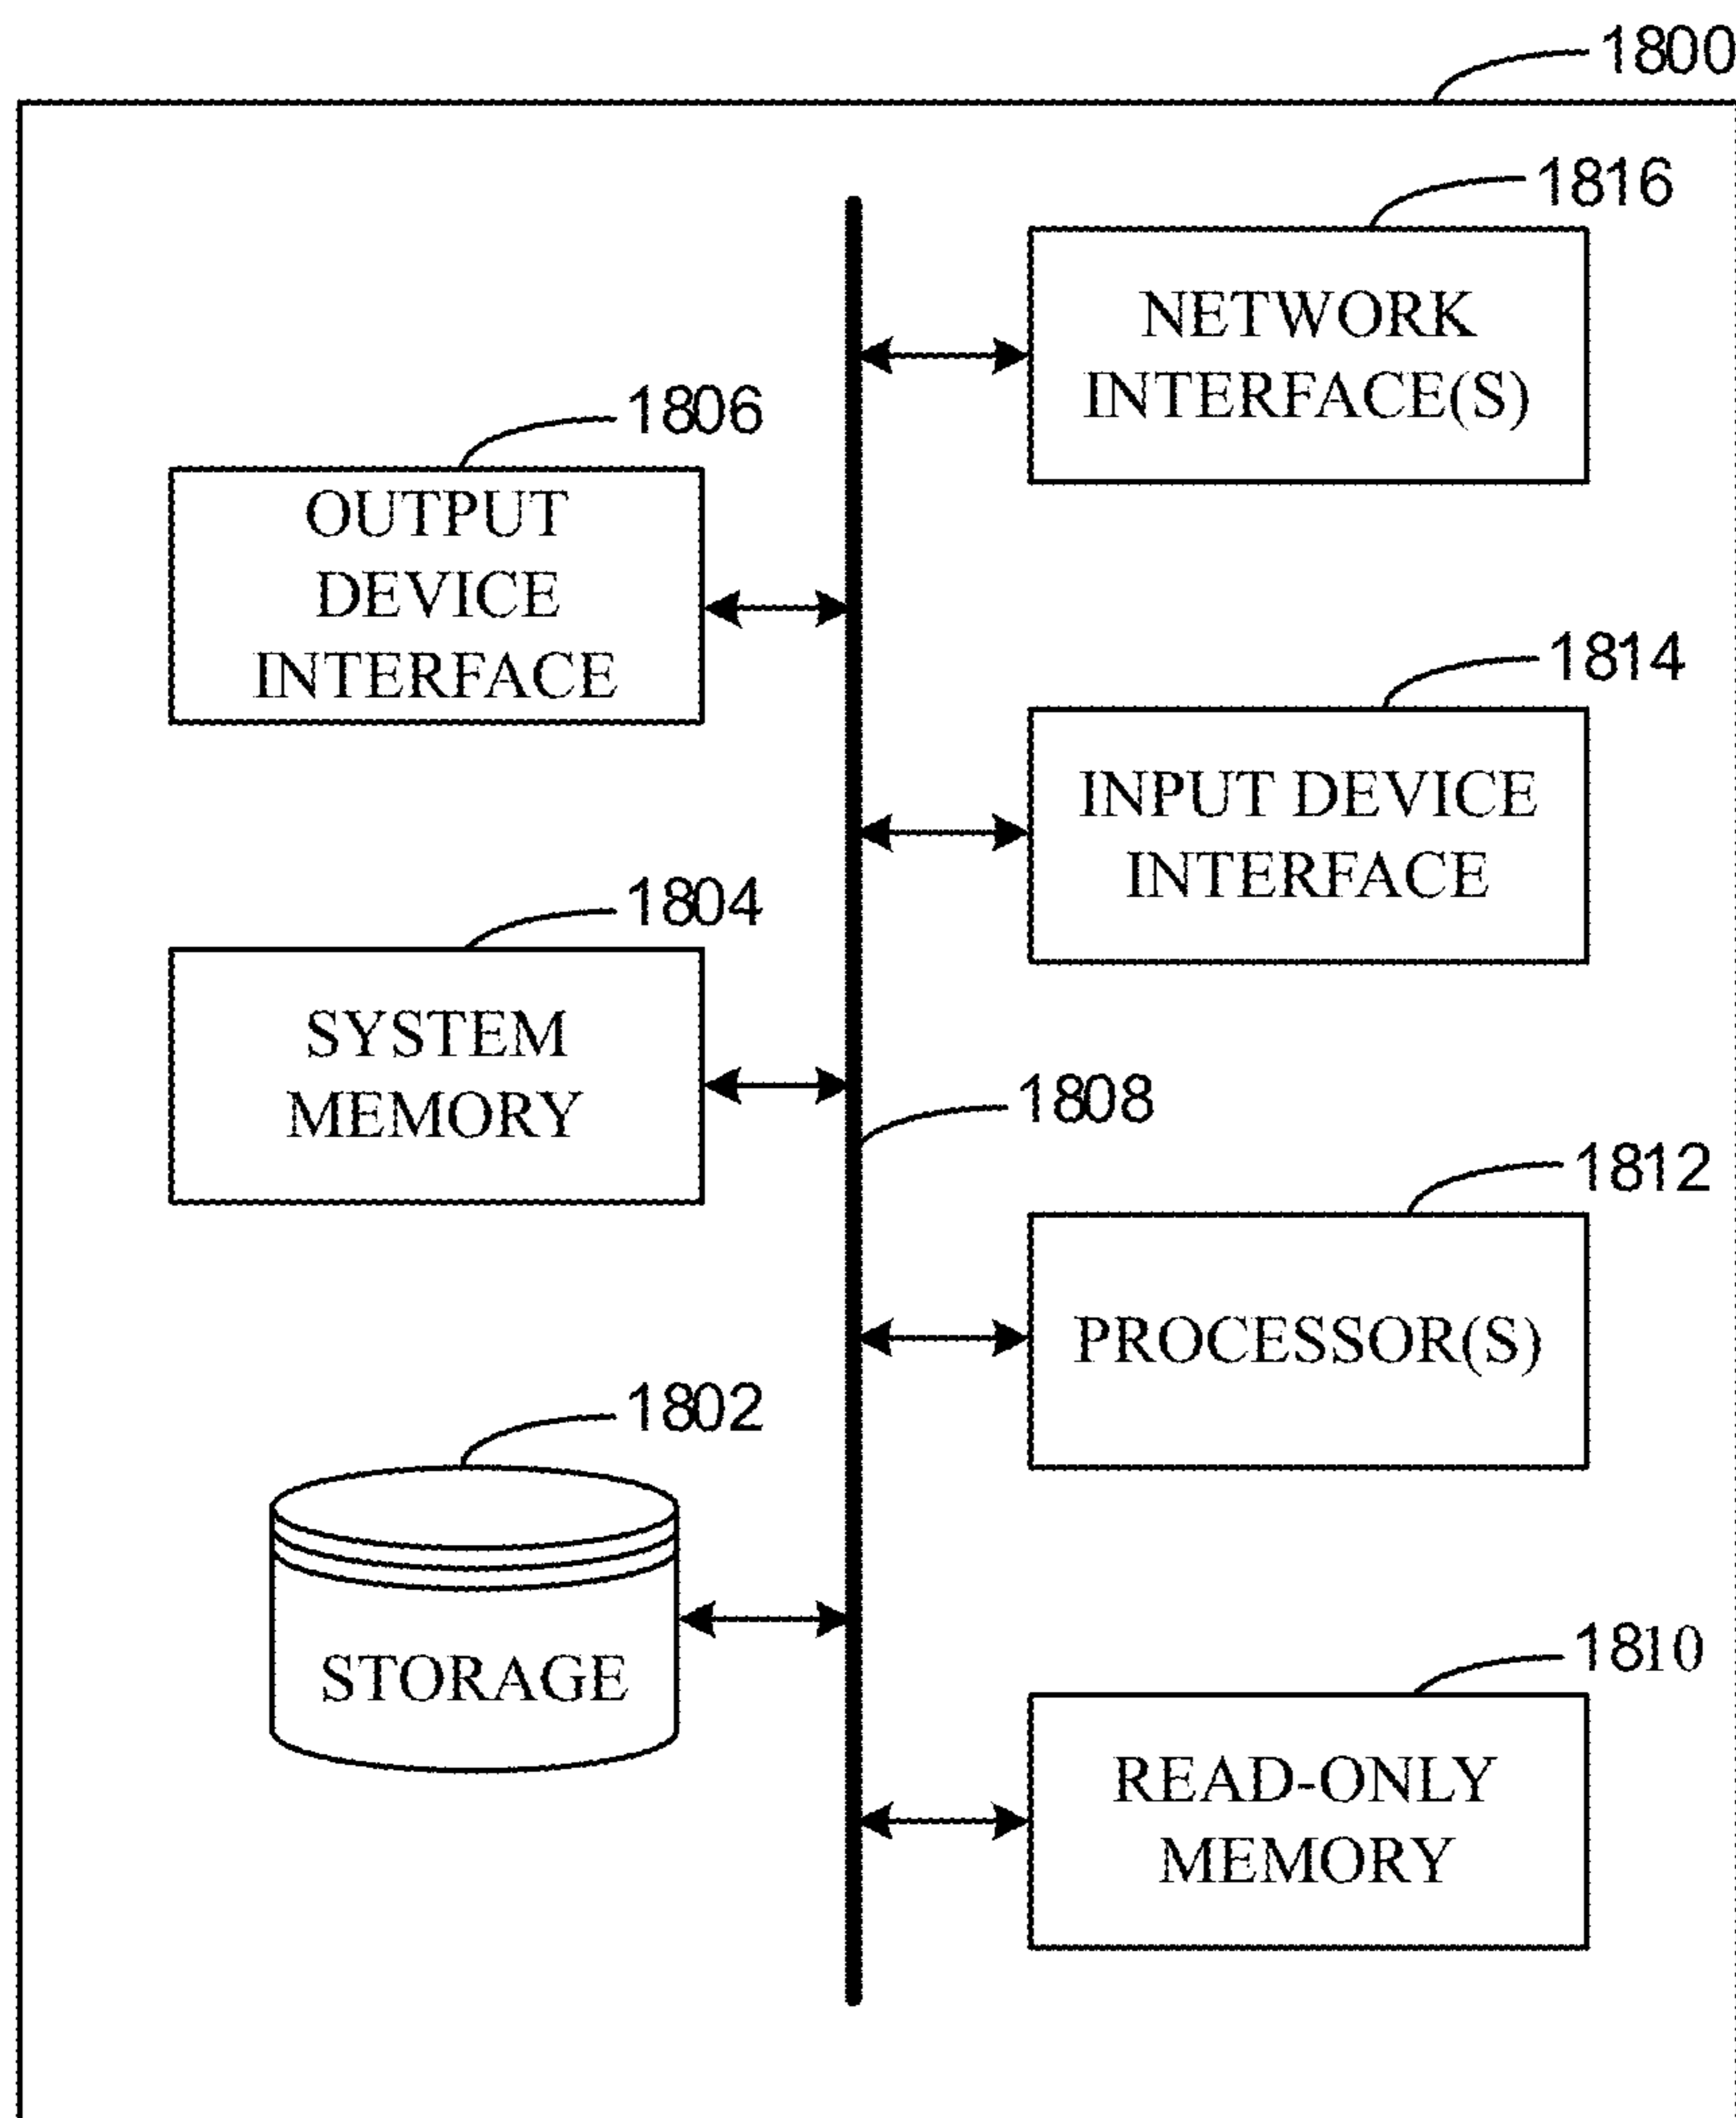 1800
1816
NETWORK
INTERFACE(S)
1806
OUTPUT
DEVICE
INTERFACE
1814
INPUT DEVICE
INTERFACE
1804
SYSTEM
MEMORY
1808
1812
PROCESSOR(S)
1802
STORAGE
1810
READ-ONLY
MEMORY